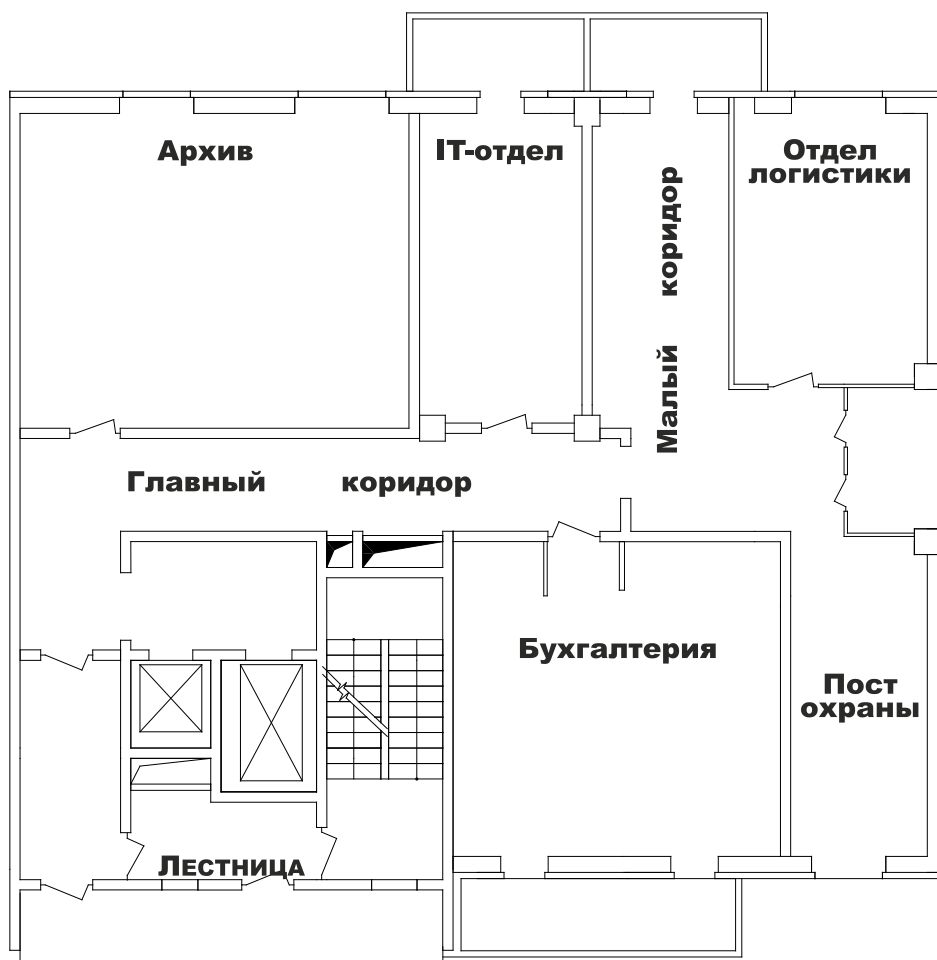 Архив
IT-отдел
Отдел
логистики
Малый коридор
Главный коридор
Бухгалтерия
Пост
охраны
Лестница